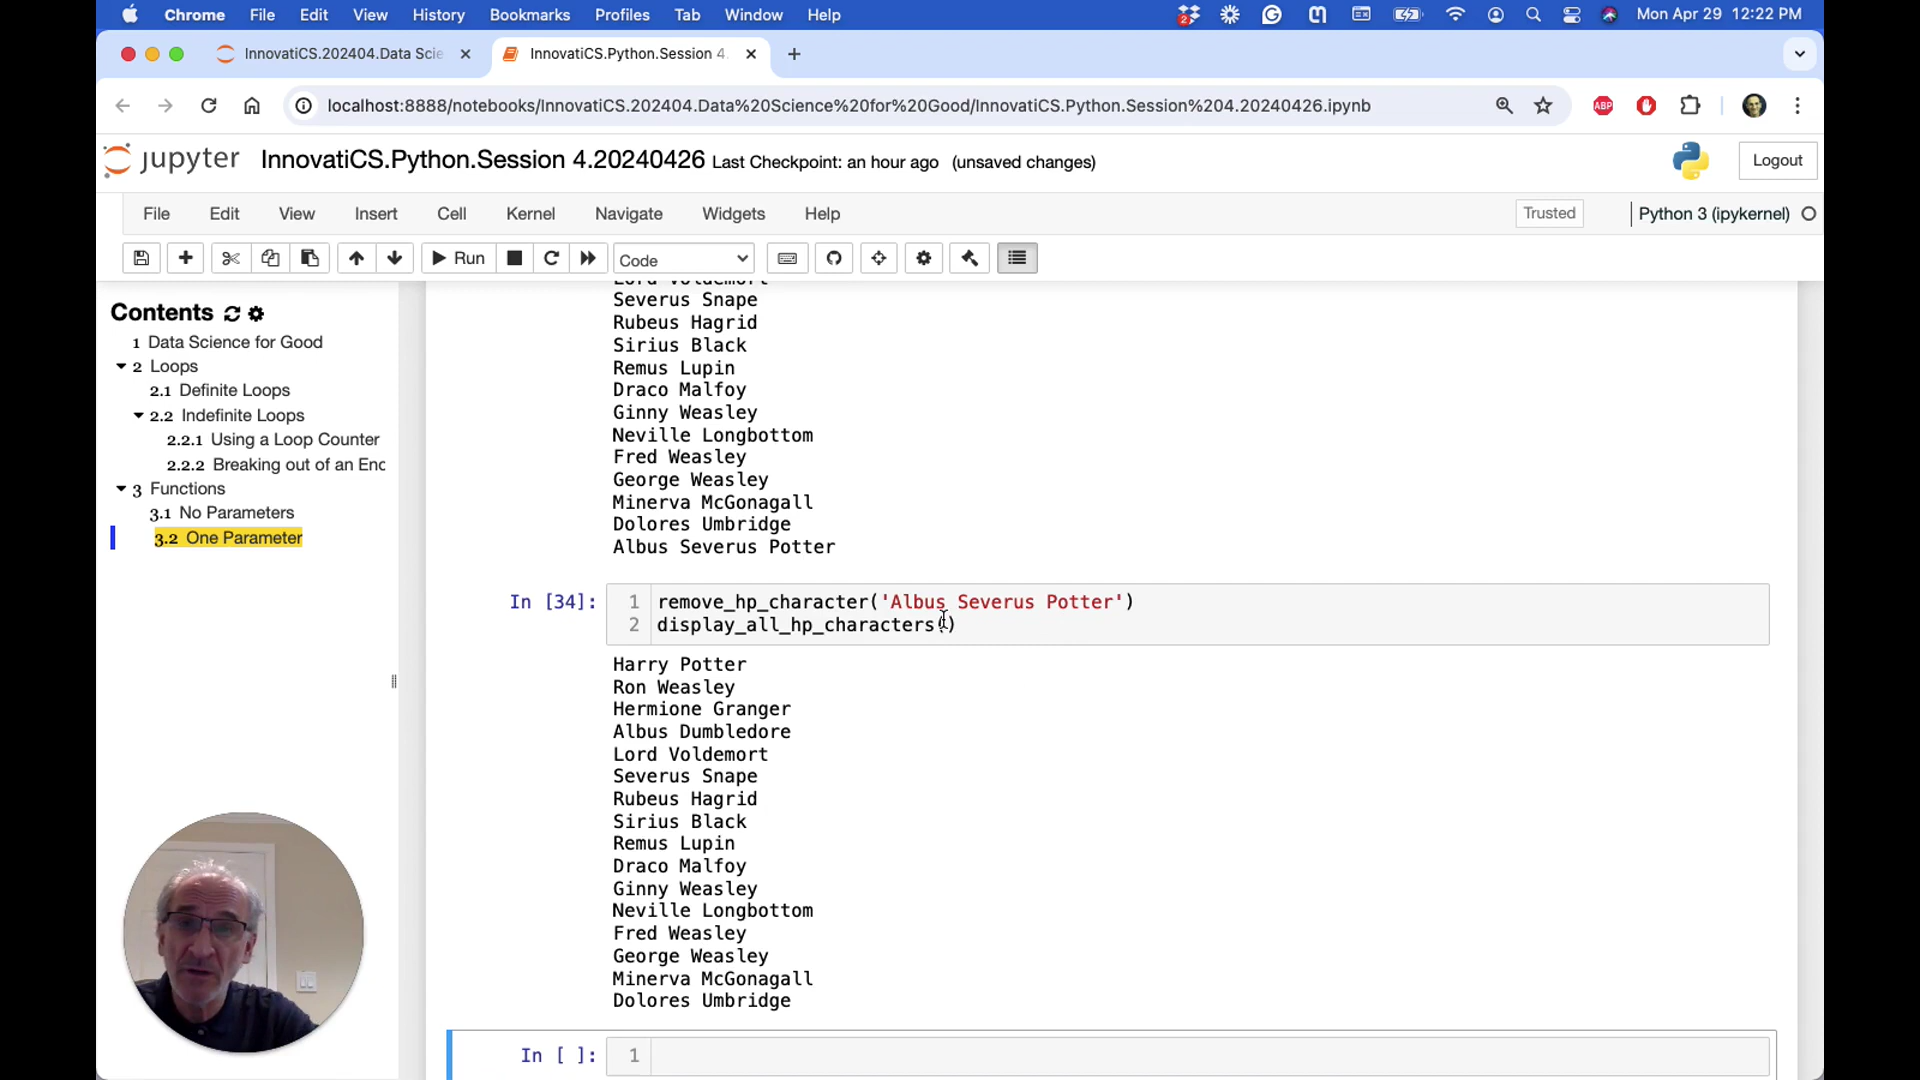 Chrome File Edit View History Bookmarks Profiles Tab Window Help 2 Mon Apr 29 12:22 PM
InnovatiCS.202404.Data Scie InnovatiCS.Python.Session 4.
localhost:8888/notebooks/InnovatiCS.202404.Data%20Science%20for%20Good/InnovatiCS.Python.Session%204.20240426.ipynb ABP
jupyter InnovatiCS.Python.Session 4.20240426 Last Checkpoint: an hour ago (unsaved changes) Logout
File Edit View Insert Cell Kernel Navigate Widgets Help Trusted Python 3 (ipykernel)
Run Code
Contents
1 Data Science for Good
2 Loops
2.1 Definite Loops
2.2 Indefinite Loops
2.2.1 Using a Loop Counter
2.2.2 Breaking out of an Enc
3 Functions
3.1 No Parameters
3.2 One Parameter
Lord Voldemort
Severus Snape
Rubeus Hagrid
Sirius Black
Remus Lupin
Draco Malfoy
Ginny Weasley
Neville Longbottom
Fred Weasley
George Weasley
Minerva McGonagall
Dolores Umbridge
Albus Severus Potter
In [34]: 1 remove_hp_character('Albus Severus Potter')
2 display_all_hp_characters()
Harry Potter
Ron Weasley
Hermione Granger
Albus Dumbledore
Lord Voldemort
Severus Snape
Rubeus Hagrid
Sirius Black
Remus Lupin
Draco Malfoy
Ginny Weasley
Neville Longbottom
Fred Weasley
George Weasley
Minerva McGonagall
Dolores Umbridge
In [ ]: 1